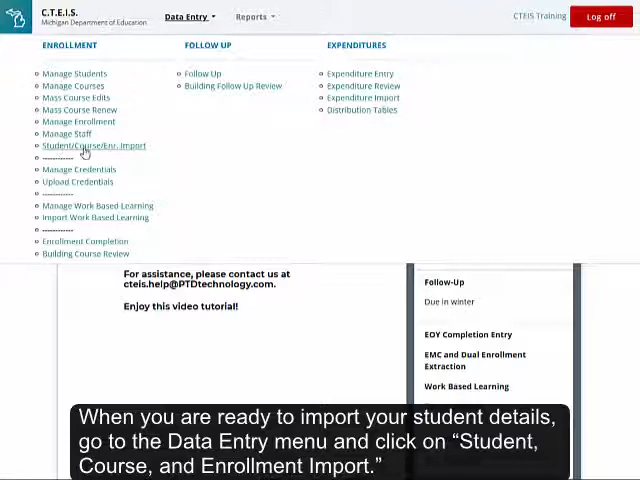 C.T.E.I.S.
Michigan Department of Education
Data Entry
Reports
CTEIS Training
Log off
ENROLLMENT
Manage Students
Manage Courses
Mass Course Edits
Mass Course Renew
Manage Enrollment
Manage Staff
Student/Course/Enr. Import
------------
Manage Credentials
Upload Credentials
------------
Manage Work Based Learning
Import Work Based Learning
------------
Enrollment Completion
Building Course Review
FOLLOW UP
Follow Up
Building Follow Up Review
EXPENDITURES
Expenditure Entry
Expenditure Review
Expenditure Import
Distribution Tables
For assistance, please contact us at
cteis.help@PTDtechnology.com.
Enjoy this video tutorial!
Follow-Up
Due in winter
EOY Completion Entry
EMC and Dual Enrollment
Extraction
Work Based Learning
When you are ready to import your student details,
go to the Data Entry menu and click on “Student,
Course, and Enrollment Import.”